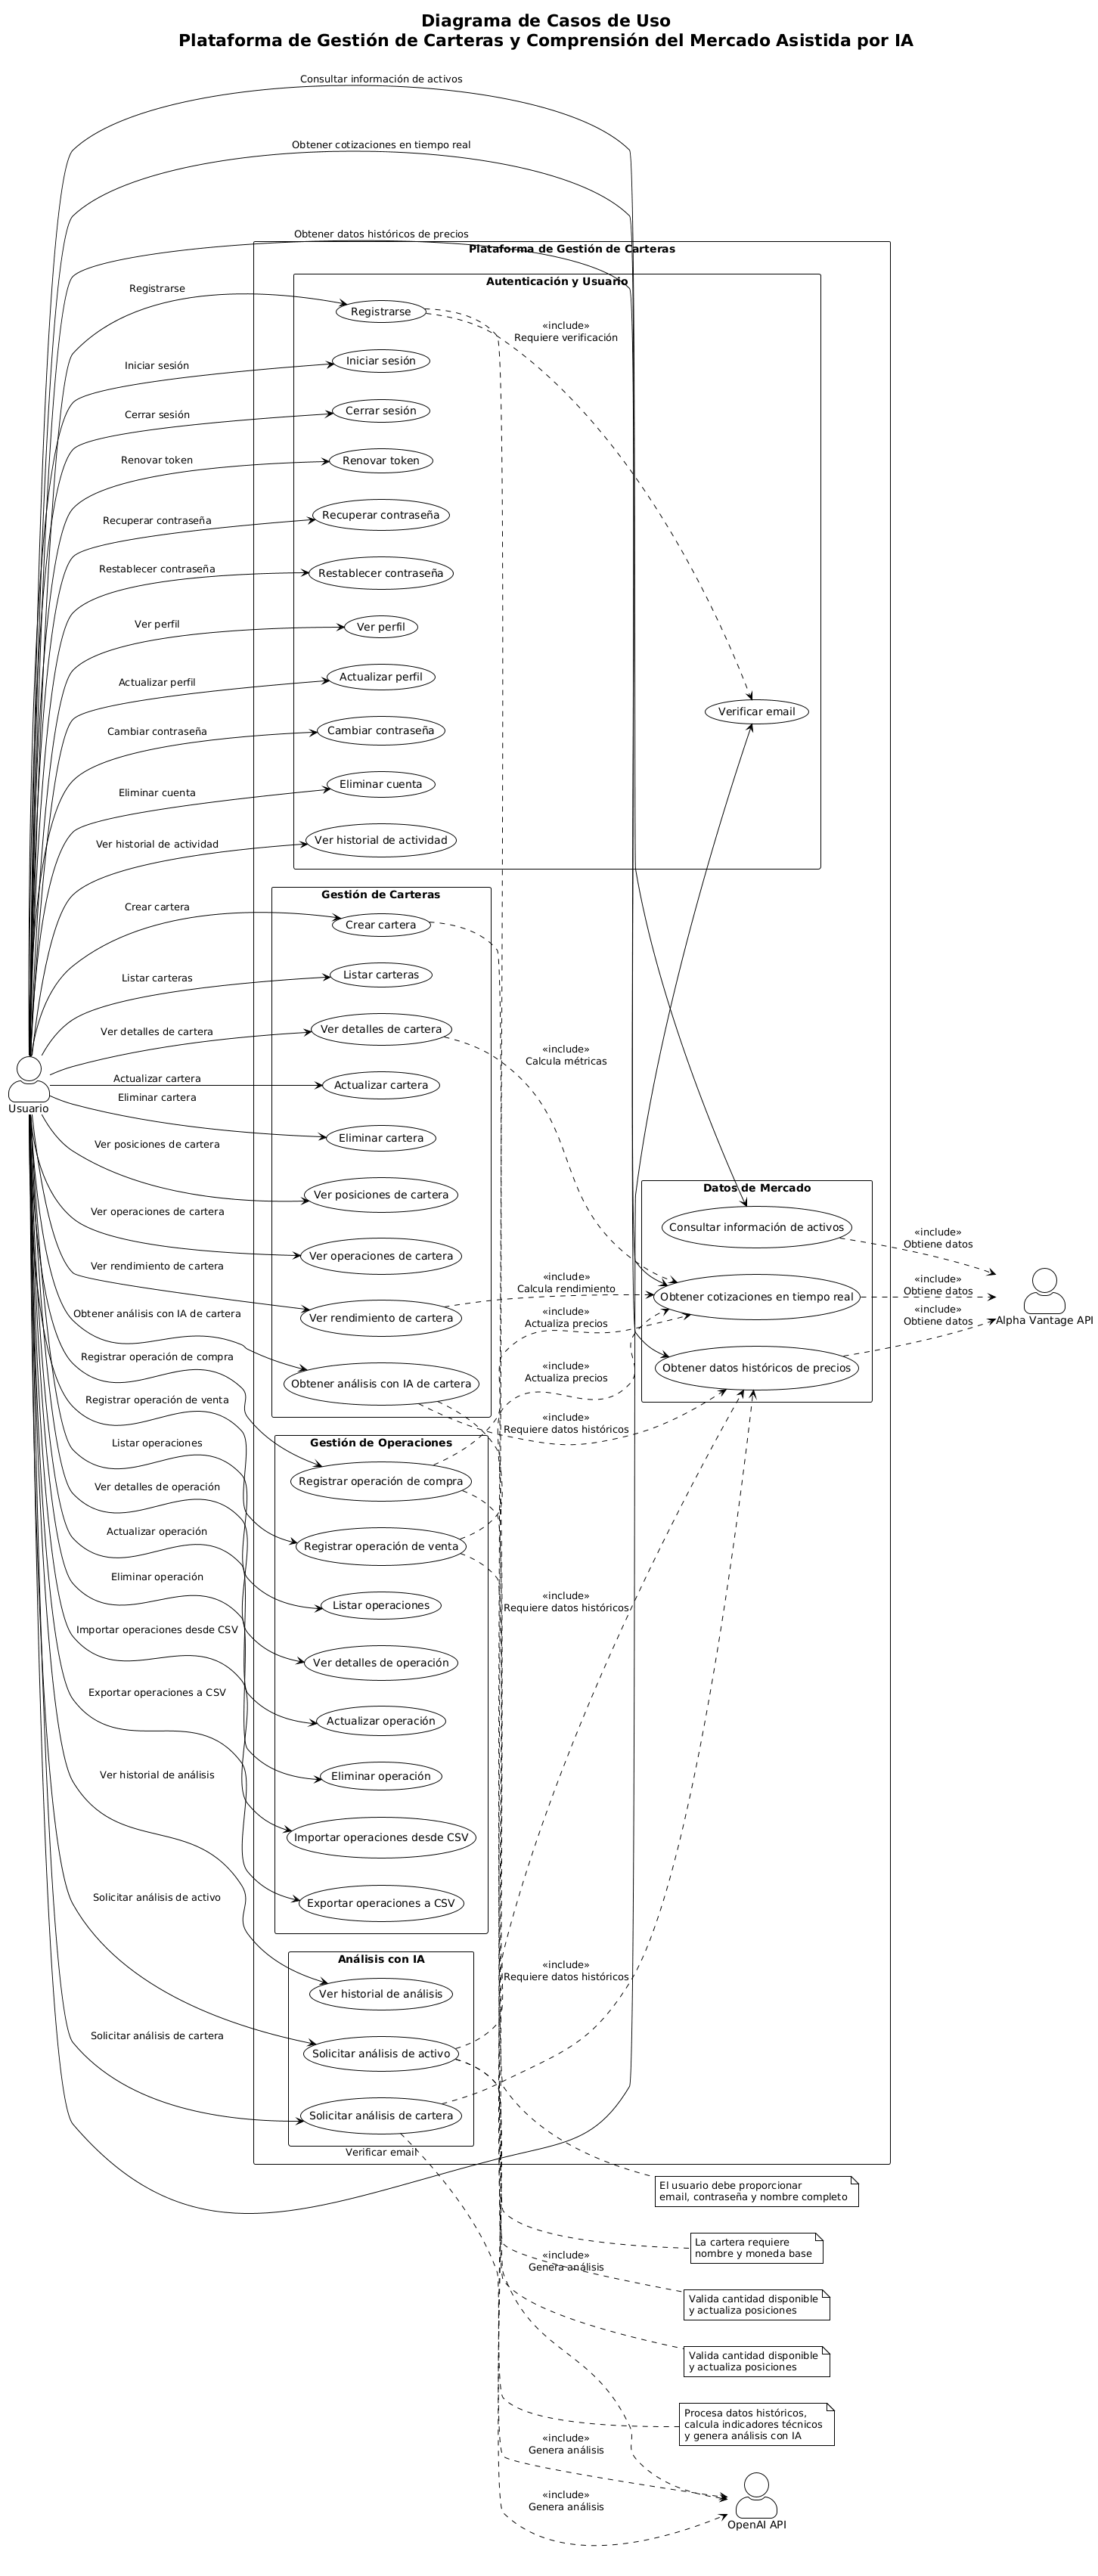 Diagrama de Casos de Uso
Plataforma de Gestión de Carteras y Comprensión del Mercado Asistida por IA
Consultar información de activos
Obtener cotizaciones en tiempo real
Obtener datos históricos de precios
Plataforma de Gestión de Carteras
Autenticación y Usuario
Registrarse
Registrarse
«include»
Requiere verificación
Iniciar sesión
Iniciar sesión
Cerrar sesión
Cerrar sesión
Renovar token
Renovar token
Recuperar contraseña
Recuperar contraseña
Restablecer contraseña
Restablecer contraseña
Ver perfil
Ver perfil
Actualizar perfil
Actualizar perfil
Verificar email
Cambiar contraseña
Cambiar contraseña
Eliminar cuenta
Eliminar cuenta
Ver historial de actividad
Ver historial de actividad
Gestión de Carteras
Crear cartera
Crear cartera
Listar carteras
Listar carteras
Ver detalles de cartera
Ver detalles de cartera
«include»
Calcula métricas
Usuario
Actualizar cartera
Actualizar cartera
Eliminar cartera
Eliminar cartera
Ver posiciones de cartera
Ver posiciones de cartera
Ver operaciones de cartera
Ver operaciones de cartera
Ver rendimiento de cartera
Ver rendimiento de cartera
Obtener análisis con IA de cartera
Obtener análisis con IA de cartera
Datos de Mercado
Consultar información de activos
«include»
Obtiene datos
Obtener cotizaciones en tiempo real
«include»
Obtiene datos
Obtener datos históricos de precios
«include»
Obtiene datos
Alpha Vantage API
«include»
Calcula rendimiento
«include»
Actualiza precios
«include»
Actualiza precios
«include»
Requiere datos históricos
Gestión de Operaciones
Registrar operación de compra
Registrar operación de compra
Registrar operación de venta
Registrar operación de venta
Listar operaciones
Listar operaciones
Ver detalles de operación
Ver detalles de operación
Actualizar operación
Actualizar operación
Eliminar operación
Eliminar operación
Importar operaciones desde CSV
Importar operaciones desde CSV
Exportar operaciones a CSV
Exportar operaciones a CSV
«include»
Requiere datos históricos
Análisis con IA
Ver historial de análisis
Ver historial de análisis
Solicitar análisis de activo
Solicitar análisis de activo
Solicitar análisis de cartera
Solicitar análisis de cartera
«include»
Requiere datos históricos
Verificar email
El usuario debe proporcionar
email, contraseña y nombre completo
La cartera requiere
nombre y moneda base
«include»
Genera análisis
Valida cantidad disponible
y actualiza posiciones
Valida cantidad disponible
y actualiza posiciones
Procesa datos históricos,
calcula indicadores técnicos
y genera análisis con IA
«include»
Genera análisis
«include»
Genera análisis
OpenAI API